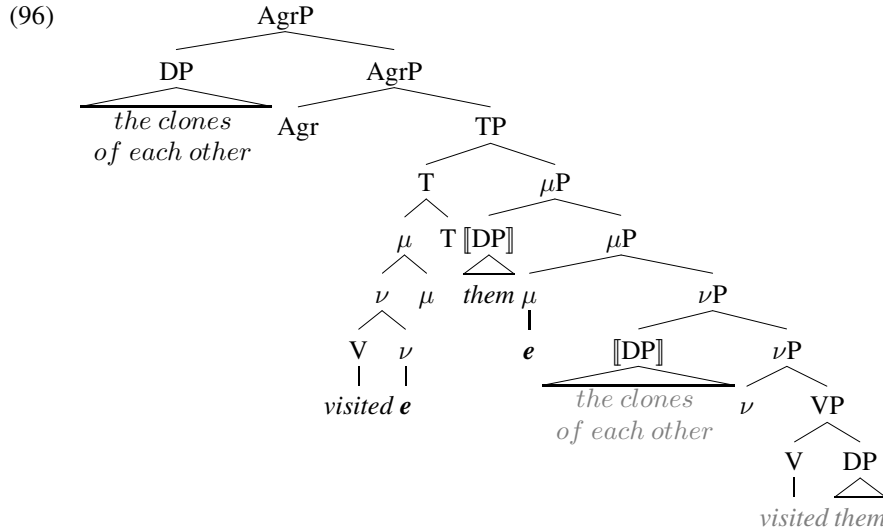 (96)
AgrP
DP AgrP
the clones
of each other
Agr TP
T μP
μ T ⟦DP⟧ μP
ν μ them μ νP
V ν e ⟦DP⟧ νP
visited e the clones
of each other
ν VP
V DP
visited them